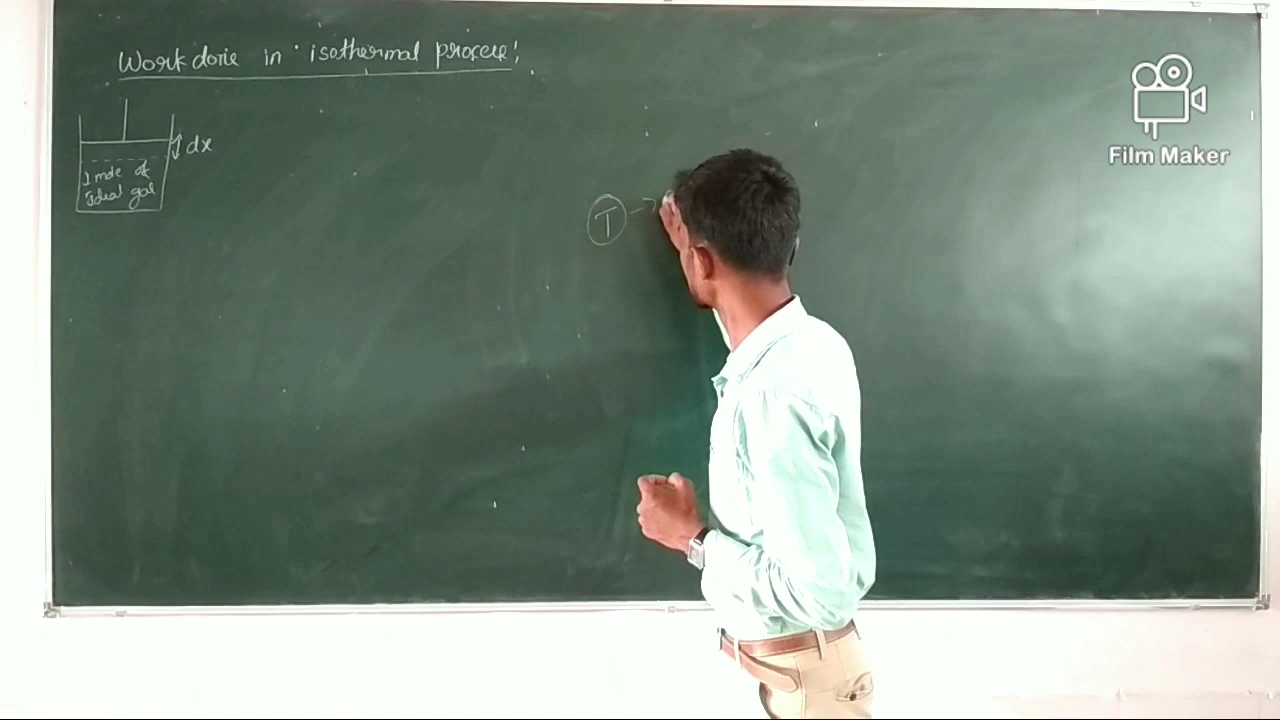 Work done in isothermal process:
dx
1 mole of
ideal gas
T →
Film Maker